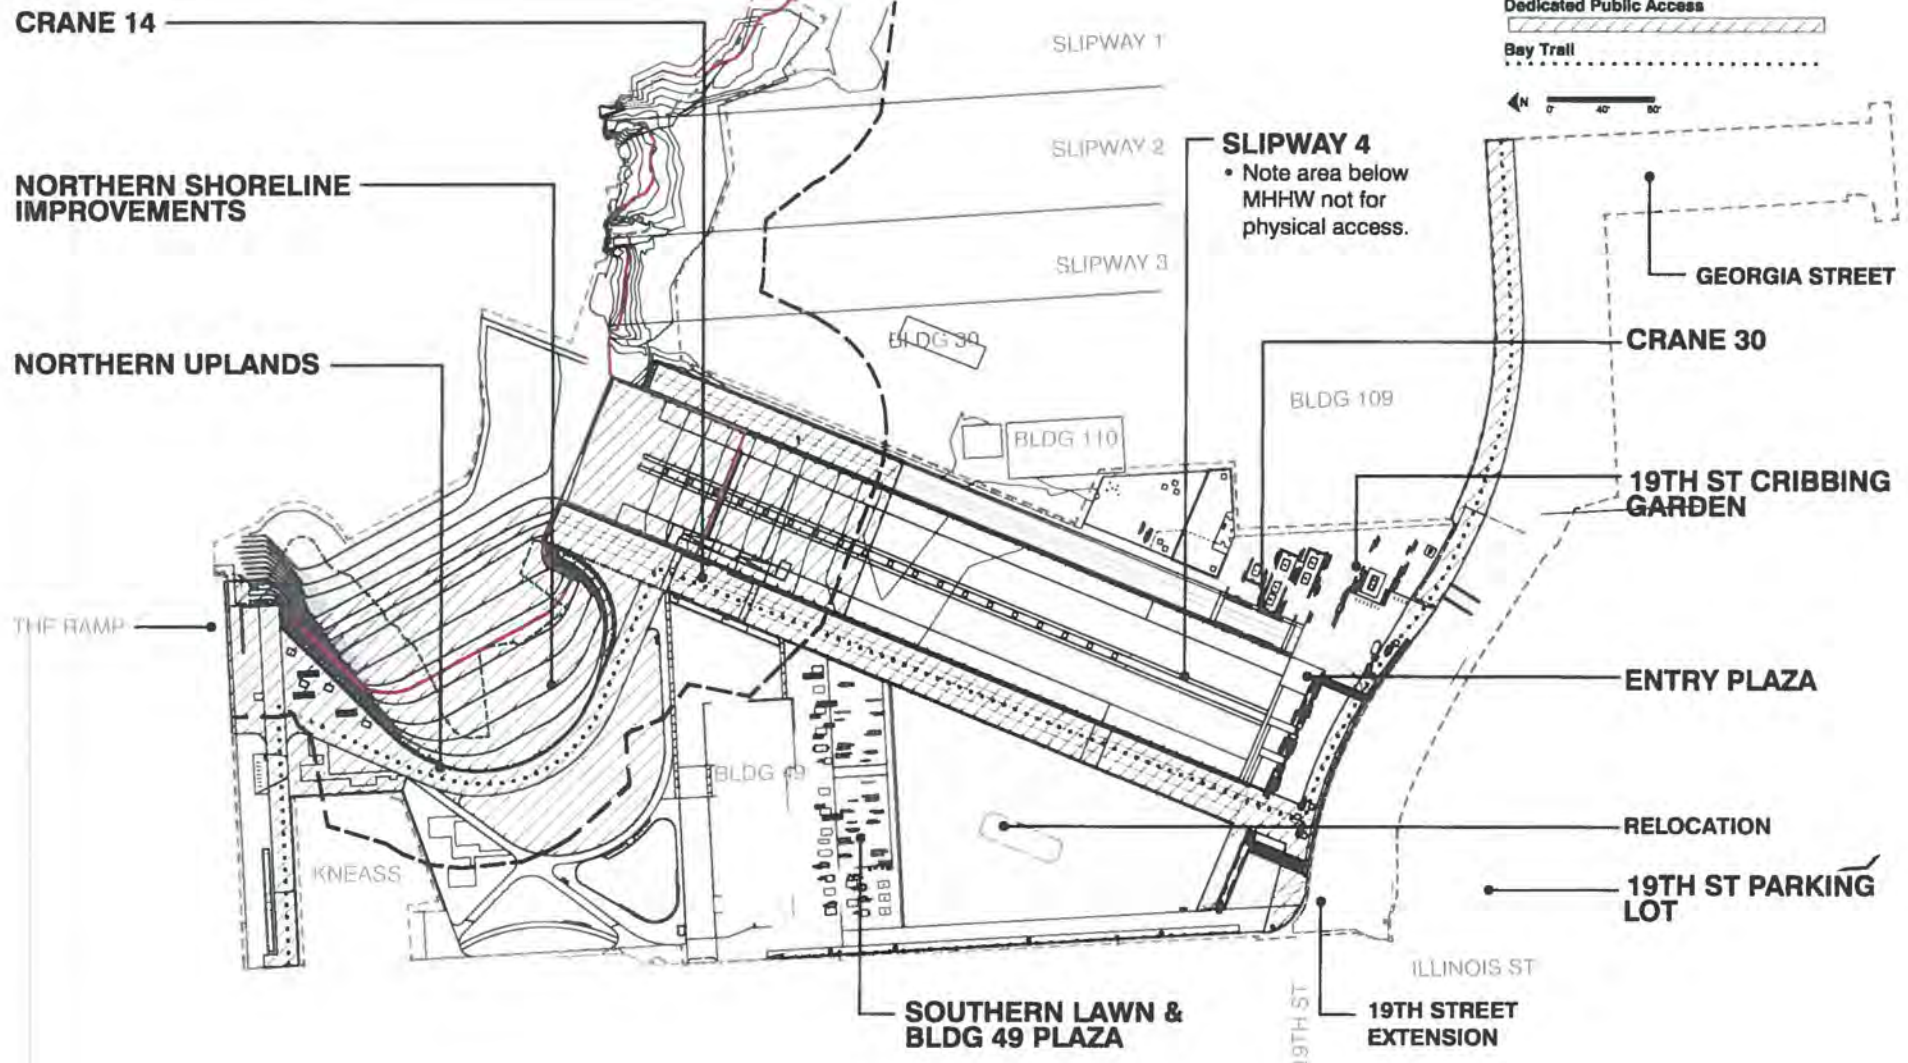 Dedicated Public Access
Bay Trail
N
0'
40'
80'
CRANE 14
SLIPWAY 1
SLIPWAY 2
SLIPWAY 4
• Note area below
MHHW not for
physical access.
NORTHERN SHORELINE
IMPROVEMENTS
SLIPWAY 3
GEORGIA STREET
BLDG 30
CRANE 30
NORTHERN UPLANDS
BLDG 109
BLDG 110
19TH ST CRIBBING
GARDEN
THE RAMP
ENTRY PLAZA
BLDG 49
RELOCATION
KNEASS
19TH ST PARKING
LOT
ILLINOIS ST
SOUTHERN LAWN &
BLDG 49 PLAZA
19TH ST
19TH STREET
EXTENSION